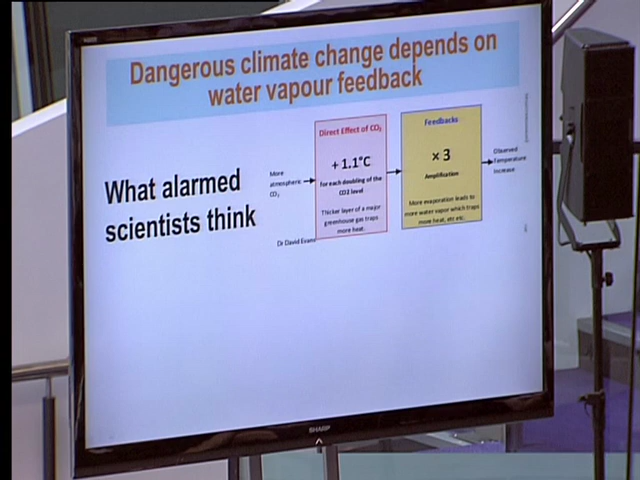 Dangerous climate change depends on
water vapour feedback
What alarmed
scientists think
More
atmospheric
CO₂
Direct Effect of CO₂
+ 1.1°C
for each doubling of the
CO2 level
Thicker layer of a major
greenhouse gas traps
more heat.
Feedbacks
× 3
Amplification
More evaporation leads to
more water vapor which traps
more heat, etc etc.
Observed
Temperature
increase
Dr David Evans
SHARP